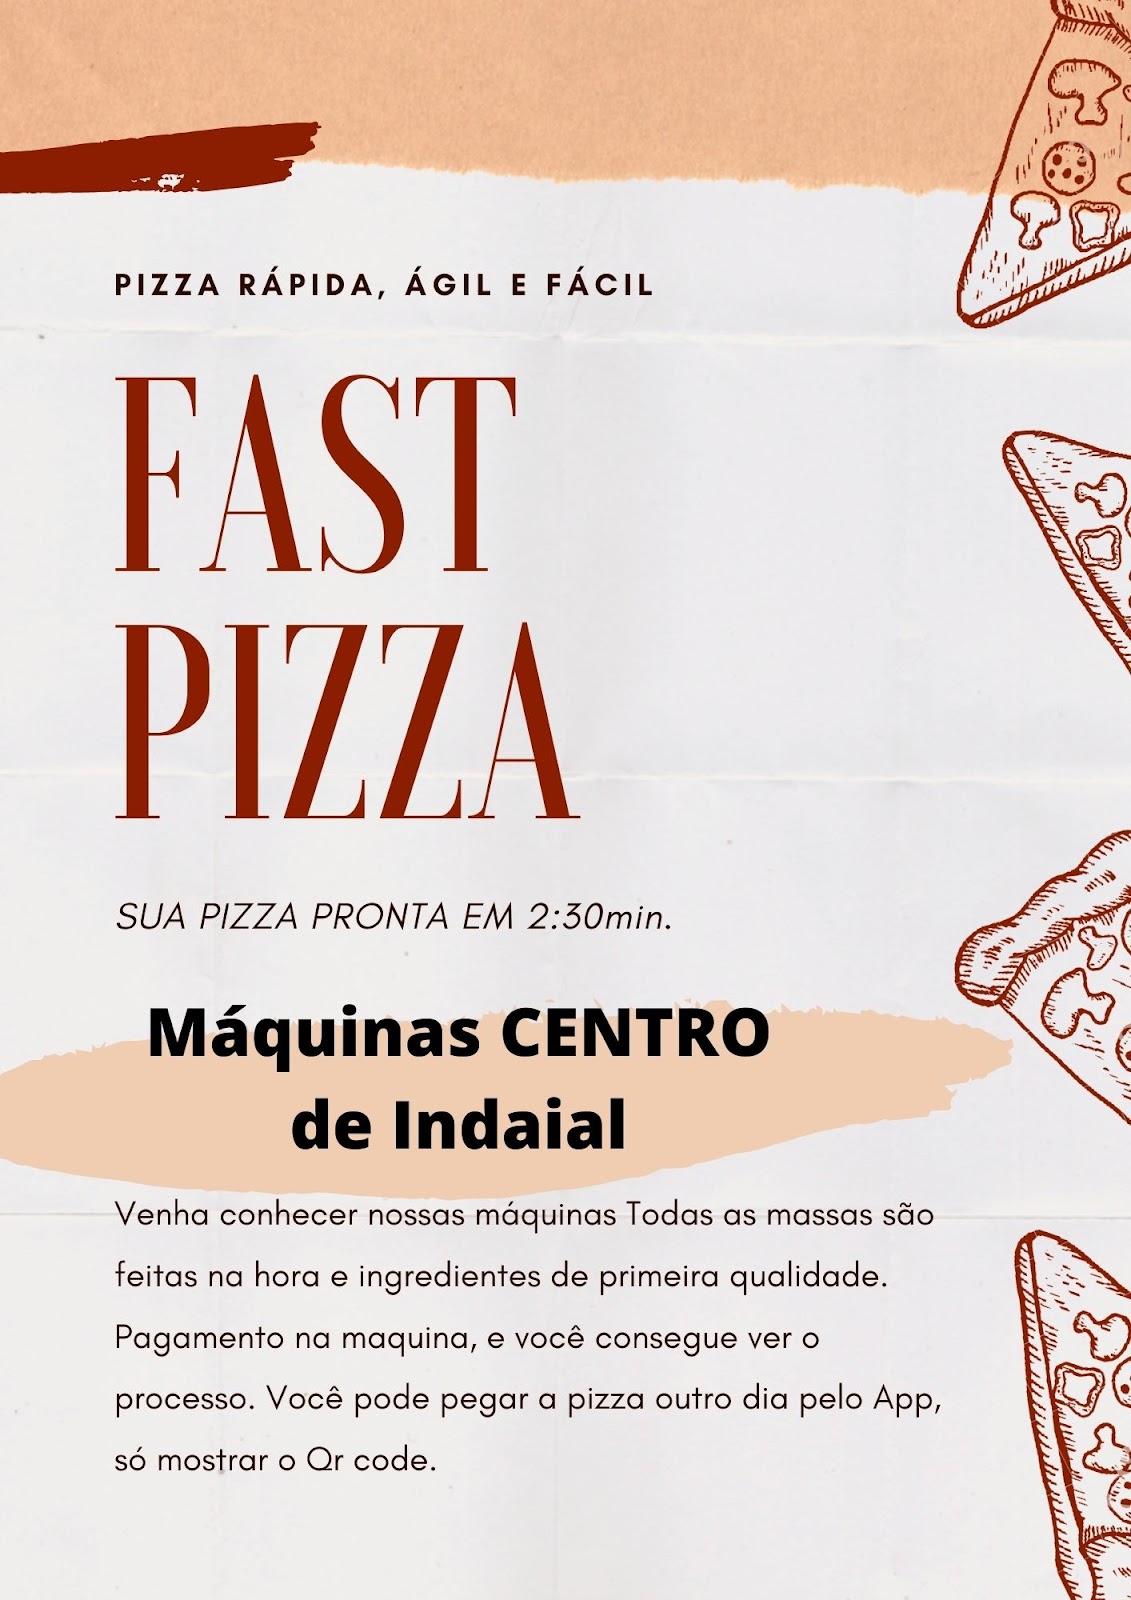 PIZZA RÁPIDA, ÁGIL E FÁCIL
FAST
PIZZA
SUA PIZZA PRONTA EM 2:30min.
Máquinas CENTRO
de Indaial
Venha conhecer nossas máquinas Todas as massas são
feitas na hora e ingredientes de primeira qualidade.
Pagamento na maquina, e você consegue ver o
processo. Você pode pegar a pizza outro dia pelo App,
só mostrar o Qr code.